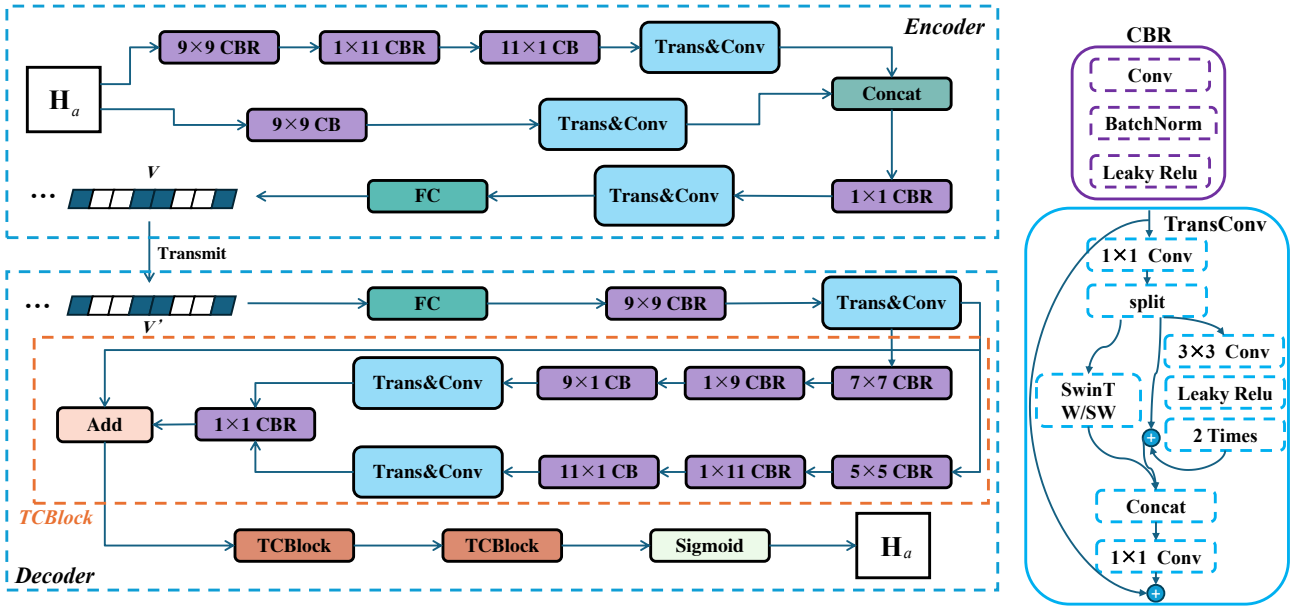 Encoder
9×9 CBR
1×11 CBR
11×1 CB
Trans&Conv
H a
9×9 CB
Trans&Conv
Concat
V
...
FC
Trans&Conv
1×1 CBR
Transmit
...
V'
FC
9×9 CBR
Trans&Conv
Trans&Conv
9×1 CB
1×9 CBR
7×7 CBR
Add
1×1 CBR
Trans&Conv
11×1 CB
1×11 CBR
5×5 CBR
TCBlock
TCBlock
TCBlock
Sigmoid
H a
Decoder
CBR
Conv
BatchNorm
Leaky Relu
TransConv
1×1 Conv
split
3×3 Conv
SwinT
W/SW
Leaky Relu
2 Times
+
Concat
1×1 Conv
+